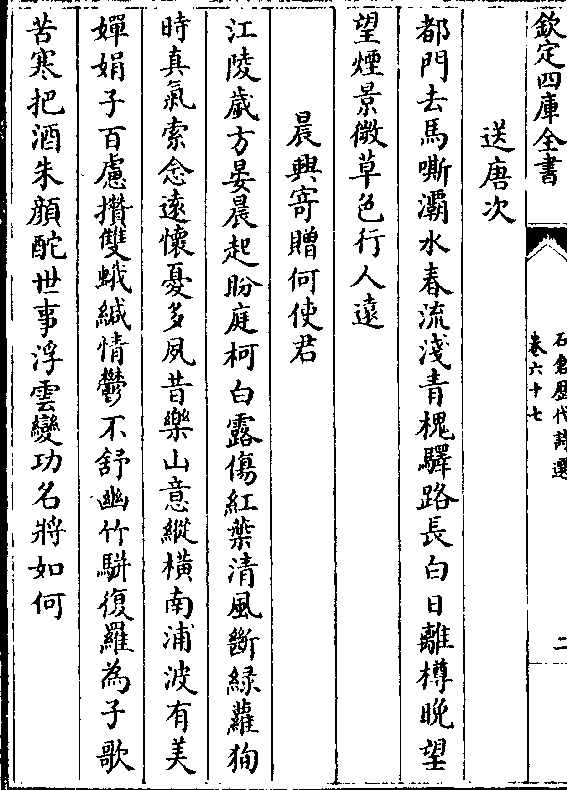 欽定四庫全書
石倉歴代詩選
卷六十七
二
送唐次
都門去馬嘶灞水春流淺青槐驛路長白日離樽晚望
望煙景微草色行人遠
晨興寄贈何使君
江陵歲方晏晨起盼庭柯白露傷紅葉清風斷綠蘿徇
時真氣索念遠懷憂多夙昔樂山意縱橫南浦波有美
嬋娟子百慮攢雙蛾緘情鬱不舒幽竹駢復羅為子歌
苦寒把酒朱顔酡世事浮雲變功名將如何